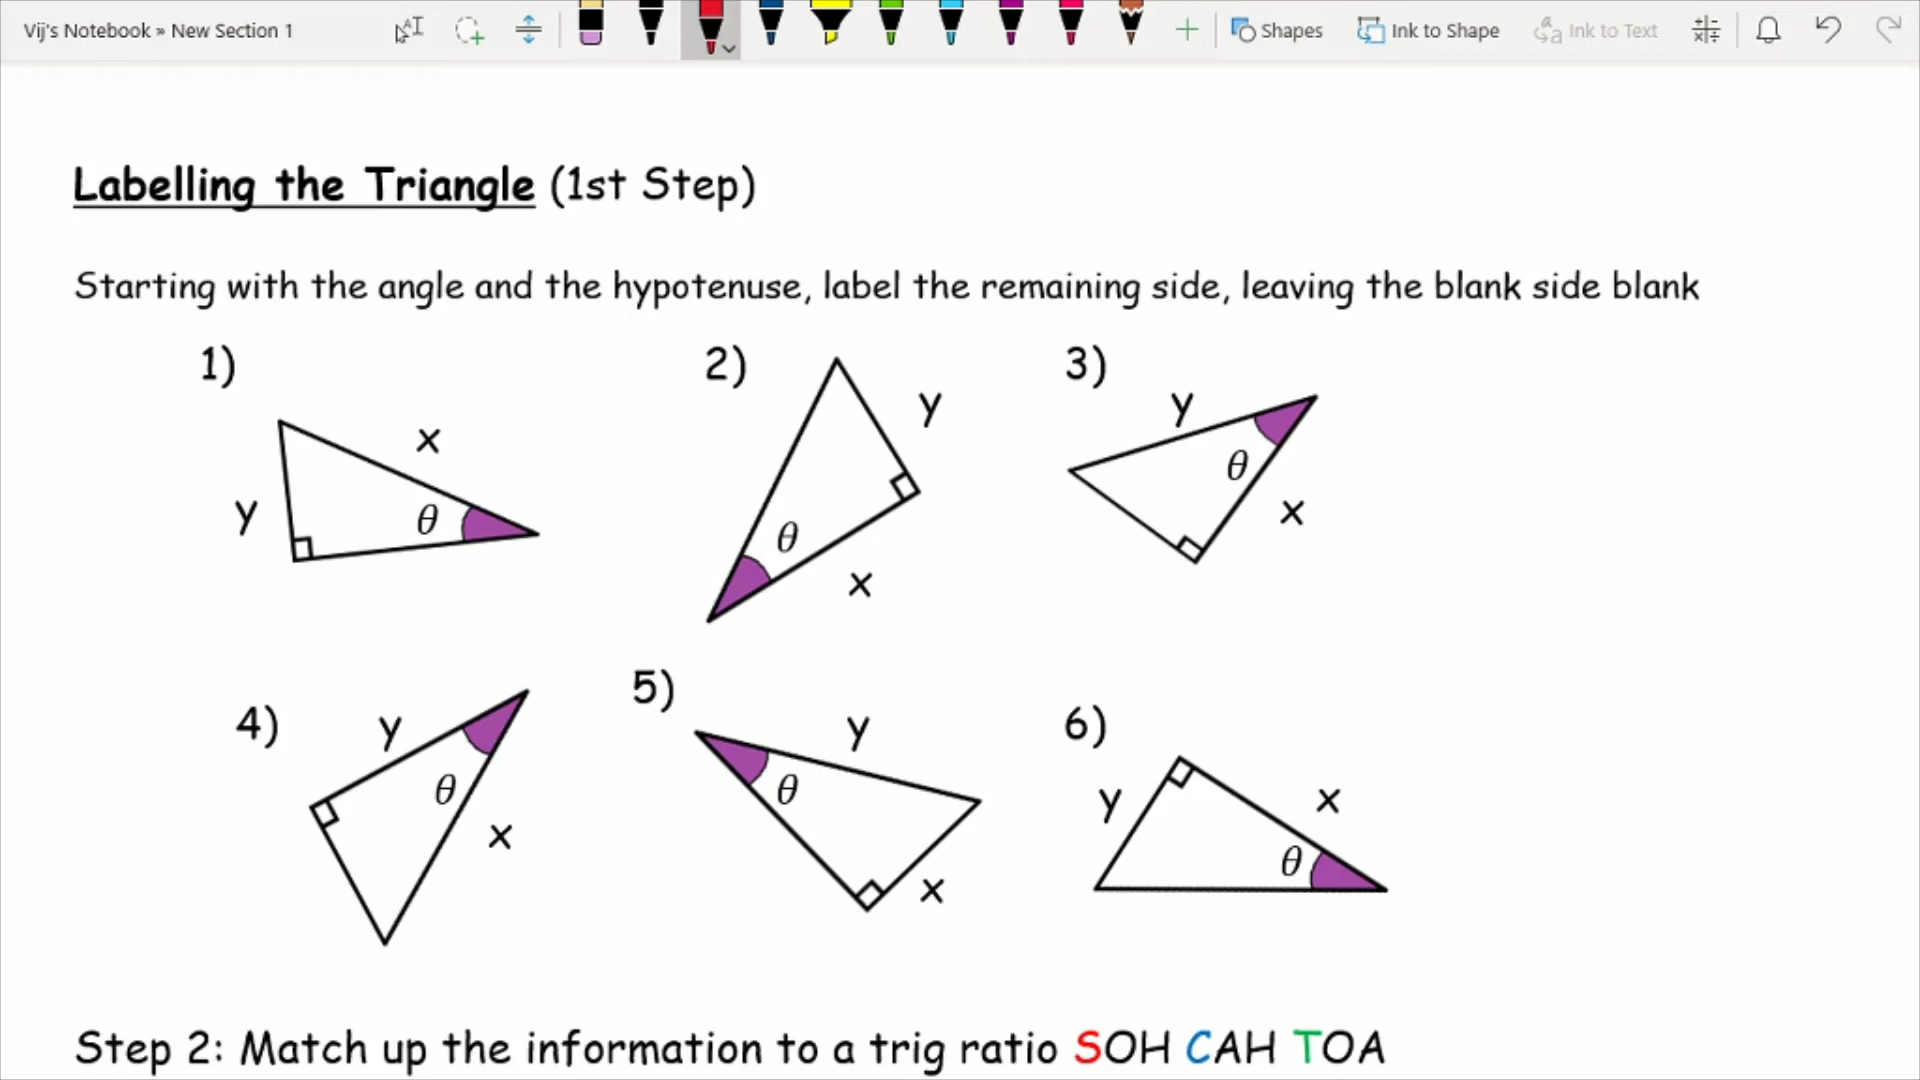 Vij's Notebook » New Section 1
Shapes
Ink to Shape
Ink to Text
Labelling the Triangle (1st Step)
Starting with the angle and the hypotenuse, label the remaining side, leaving the blank side blank
1)
x
y
θ
2)
y
θ
x
3)
y
θ
x
4)
y
θ
x
5)
y
θ
x
6)
y
x
θ
Step 2: Match up the information to a trig ratio SOH CAH TOA